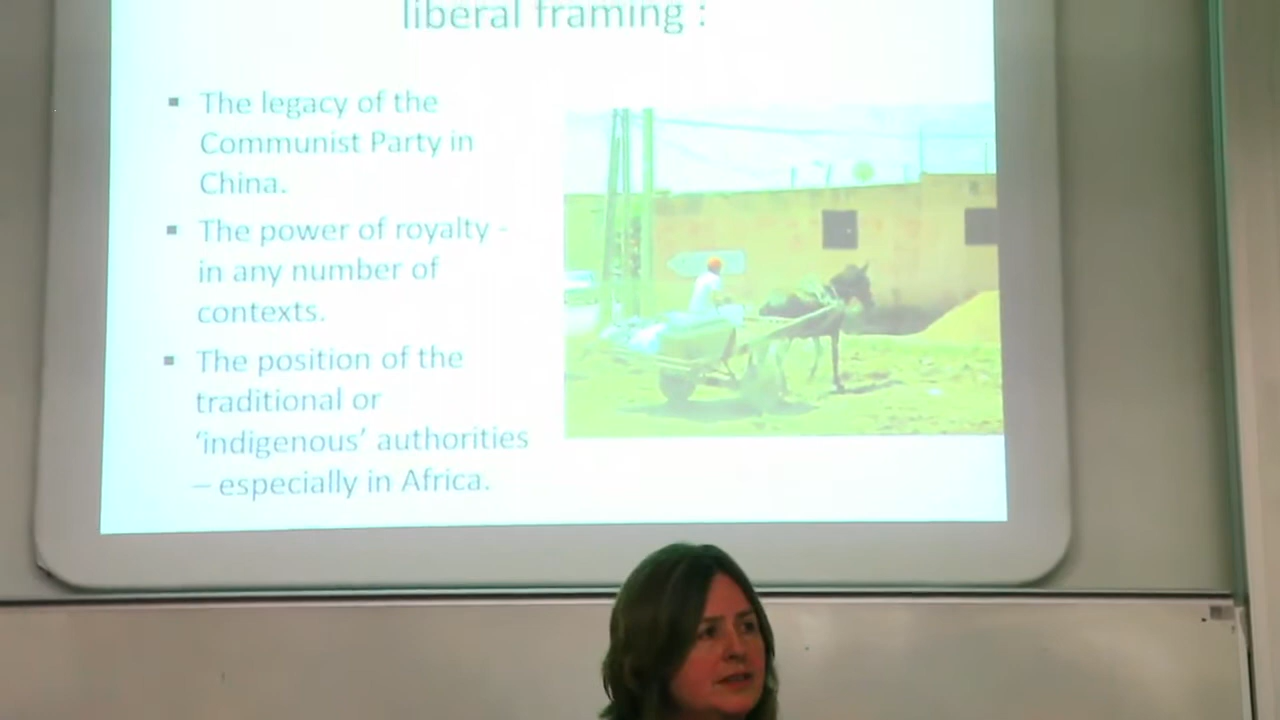 liberal framing :
▪ The legacy of the
Communist Party in
China.
▪ The power of royalty -
in any number of
contexts.
▪ The position of the
traditional or
‘indigenous’ authorities
– especially in Africa.